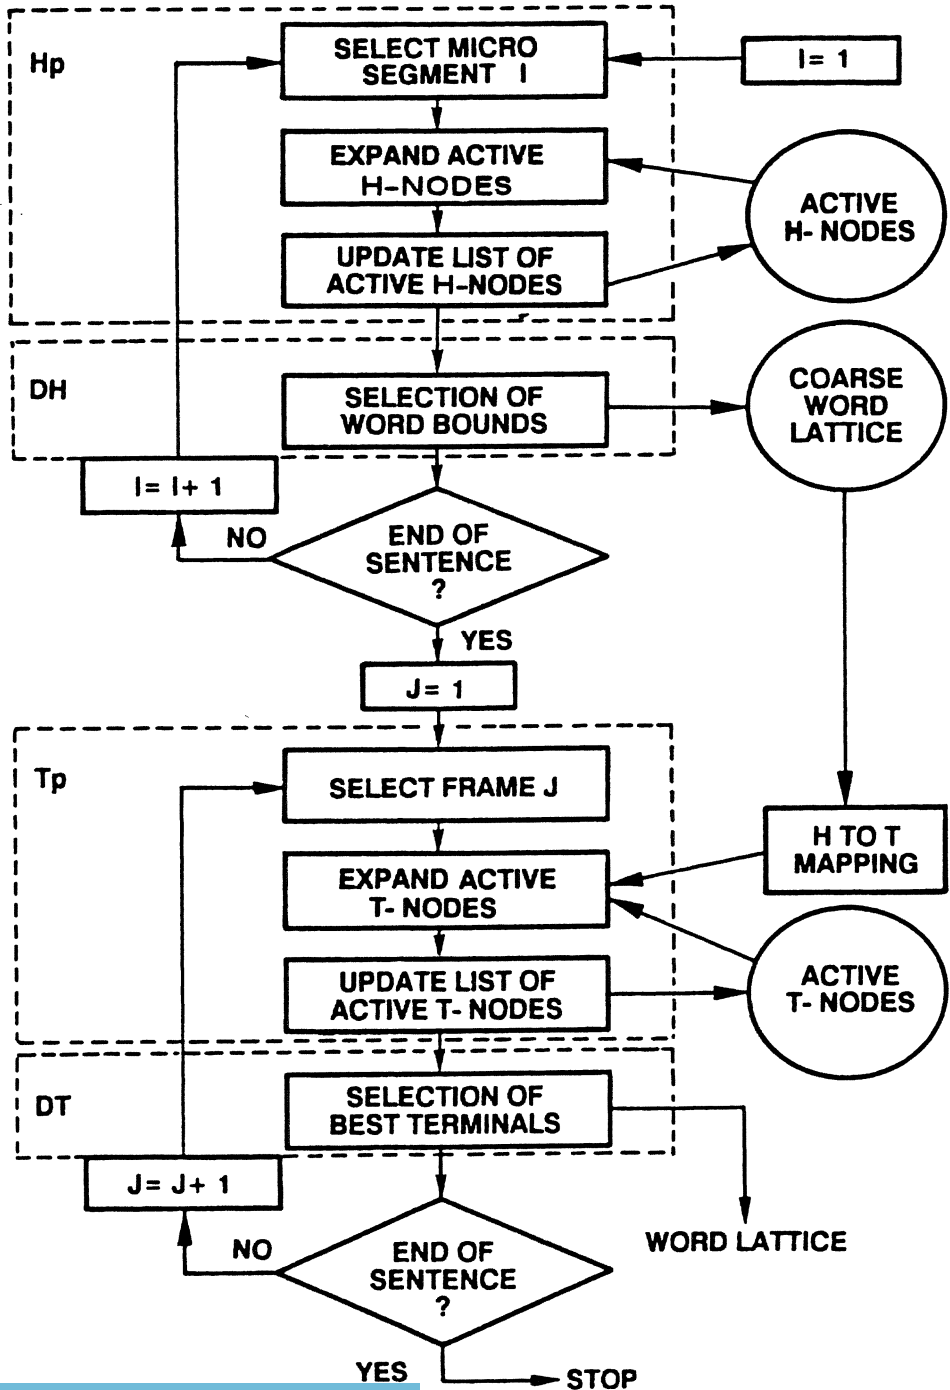 Hp
SELECT MICRO
SEGMENT I
I= 1
EXPAND ACTIVE
H-NODES
ACTIVE
H- NODES
UPDATE LIST OF
ACTIVE H-NODES
DH
SELECTION OF
WORD BOUNDS
COARSE
WORD
LATTICE
I= I+ 1
NO
END OF
SENTENCE
?
YES
J= 1
Tp
SELECT FRAME J
H TO T
MAPPING
EXPAND ACTIVE
T- NODES
UPDATE LIST OF
ACTIVE T- NODES
ACTIVE
T- NODES
DT
SELECTION OF
BEST TERMINALS
J= J+ 1
WORD LATTICE
NO
END OF
SENTENCE
?
YES
STOP